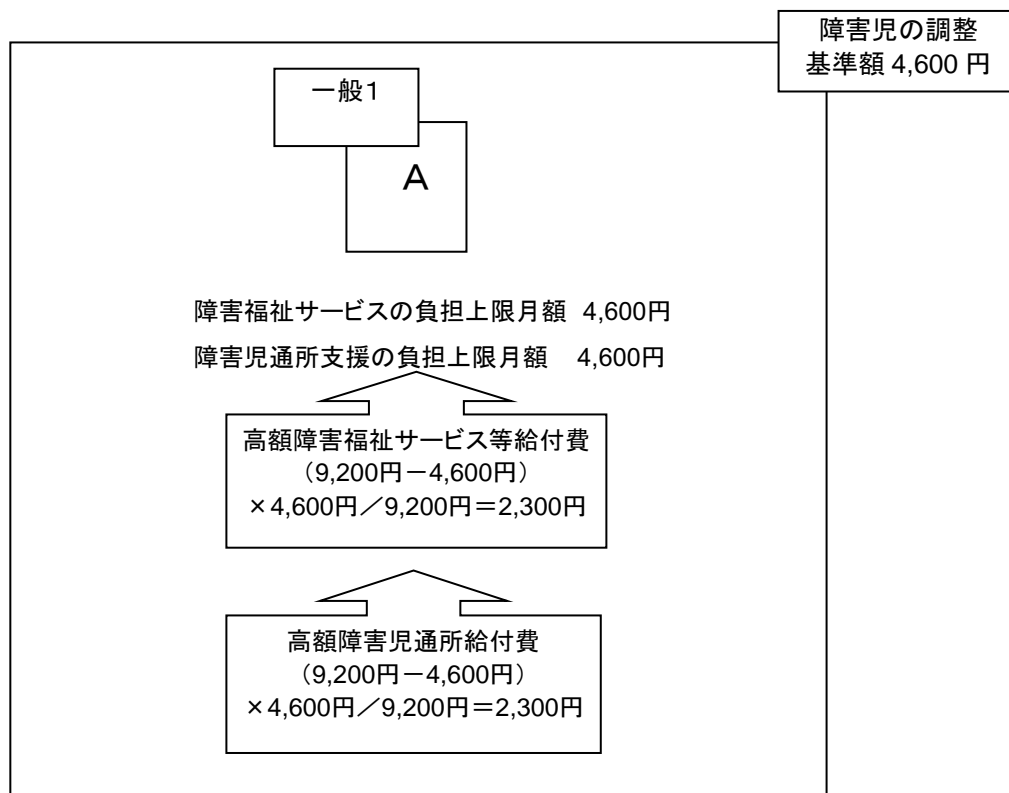 障害児の調整
基準額 4,600 円
一般１
Ａ
障害福祉サービスの負担上限月額 4,600円
障害児通所支援の負担上限月額 4,600円
高額障害福祉サービス等給付費
（9,200円－4,600円）
×4,600円／9,200円＝2,300円
高額障害児通所給付費
（9,200円－4,600円）
×4,600円／9,200円＝2,300円